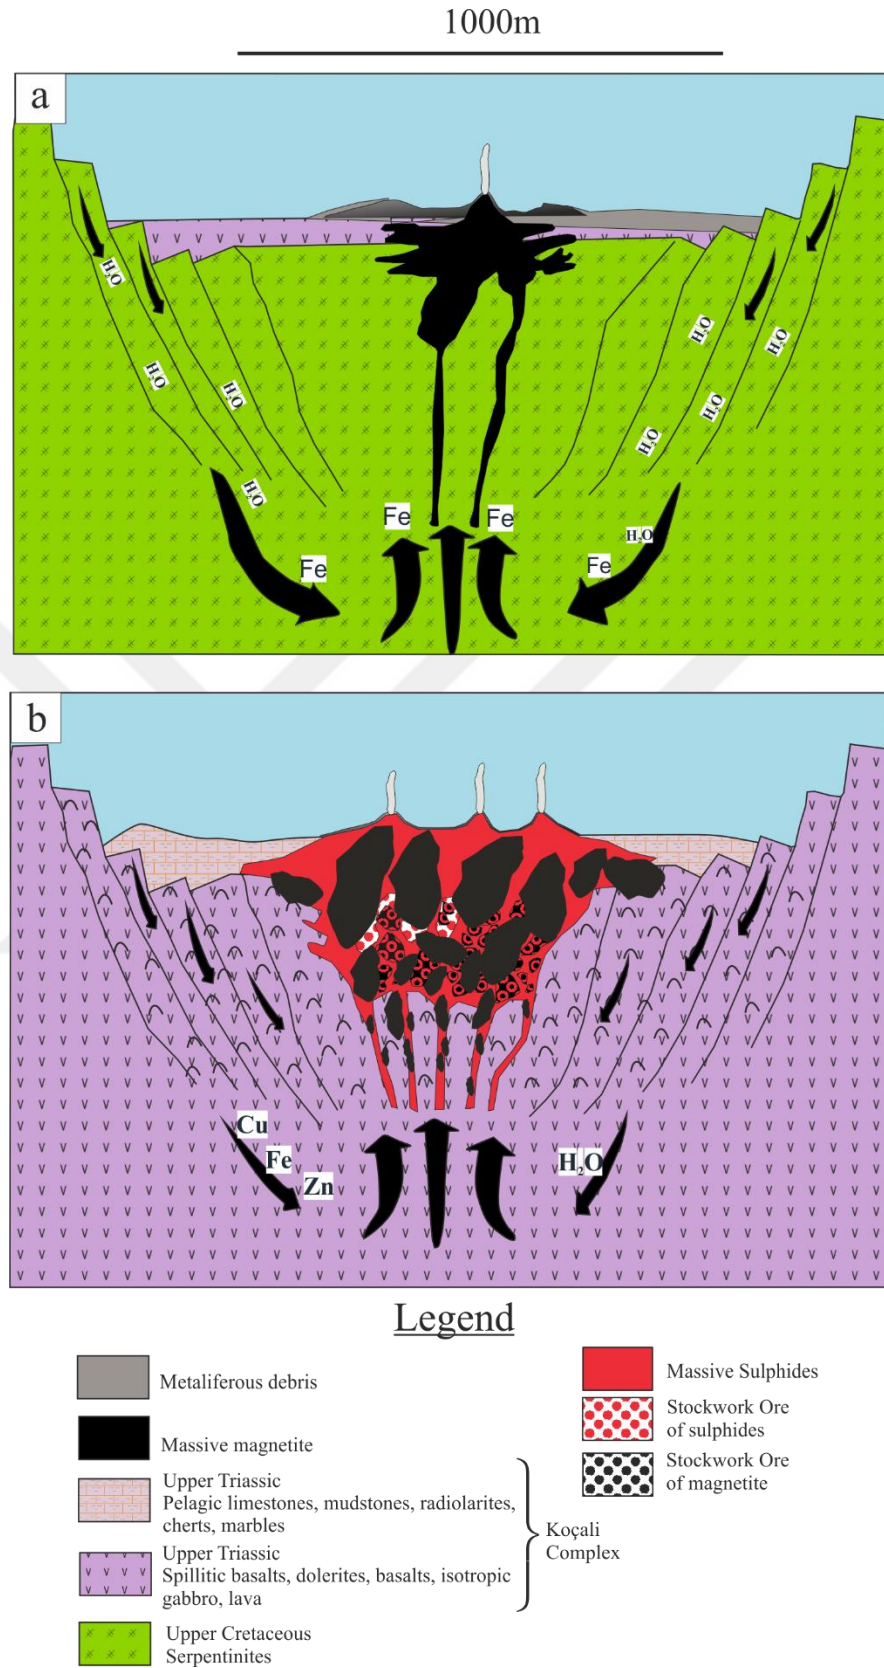 1000m
a
H₂O
H₂O
H₂O
H₂O
H₂O
H₂O
H₂O
H₂O
H₂O
Fe
Fe
Fe
Fe
b
Cu
Fe
Zn
H₂O
Legend
Metaliferous debris
Massive magnetite
Upper Triassic
Pelagic limestones, mudstones, radiolarites,
cherts, marbles
Upper Triassic
Spillitic basalts, dolerites, basalts, isotropic
gabbro, lava
Koçali
Complex
Upper Cretaceous
Serpentinites
Massive Sulphides
Stockwork Ore
of sulphides
Stockwork Ore
of magnetite